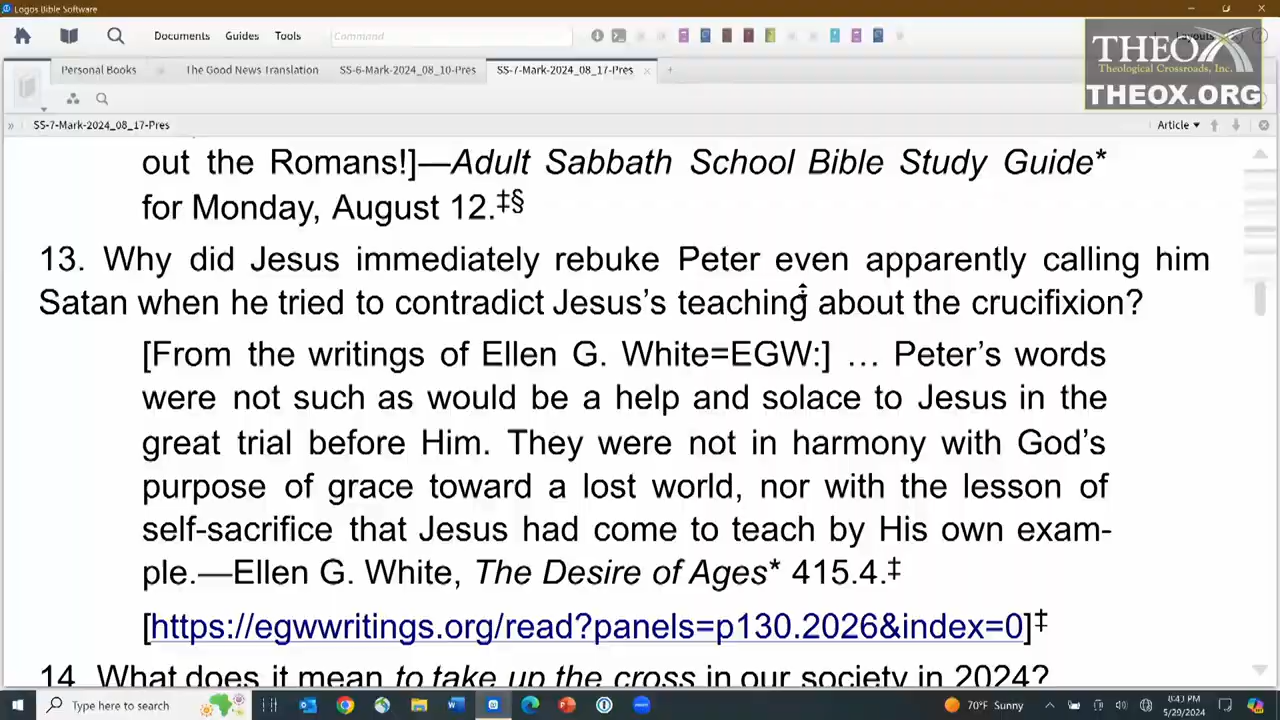 Logos Bible Software
Documents Guides Tools Command Layouts
THEOX
Theological Crossroads, Inc.
THEOX.ORG
Personal Books The Good News Translation SS-7-Mark-2024_08_17-Pres
SS-7-Mark-2024_08_17-Pres Article
out the Romans!]—Adult Sabbath School Bible Study Guide*
for Monday, August 12.‡§
13. Why did Jesus immediately rebuke Peter even apparently calling him
Satan when he tried to contradict Jesus’s teaching about the crucifixion?
[From the writings of Ellen G. White=EGW:] … Peter’s words
were not such as would be a help and solace to Jesus in the
great trial before Him. They were not in harmony with God’s
purpose of grace toward a lost world, nor with the lesson of
self-sacrifice that Jesus had come to teach by His own exam-
ple.—Ellen G. White, The Desire of Ages* 415.4.‡
[https://egwwritings.org/read?panels=p130.2026&index=0]‡
14. What does it mean to take up the cross in our society in 2024?
Type here to search 70°F Sunny 8:43 PM
5/29/2024